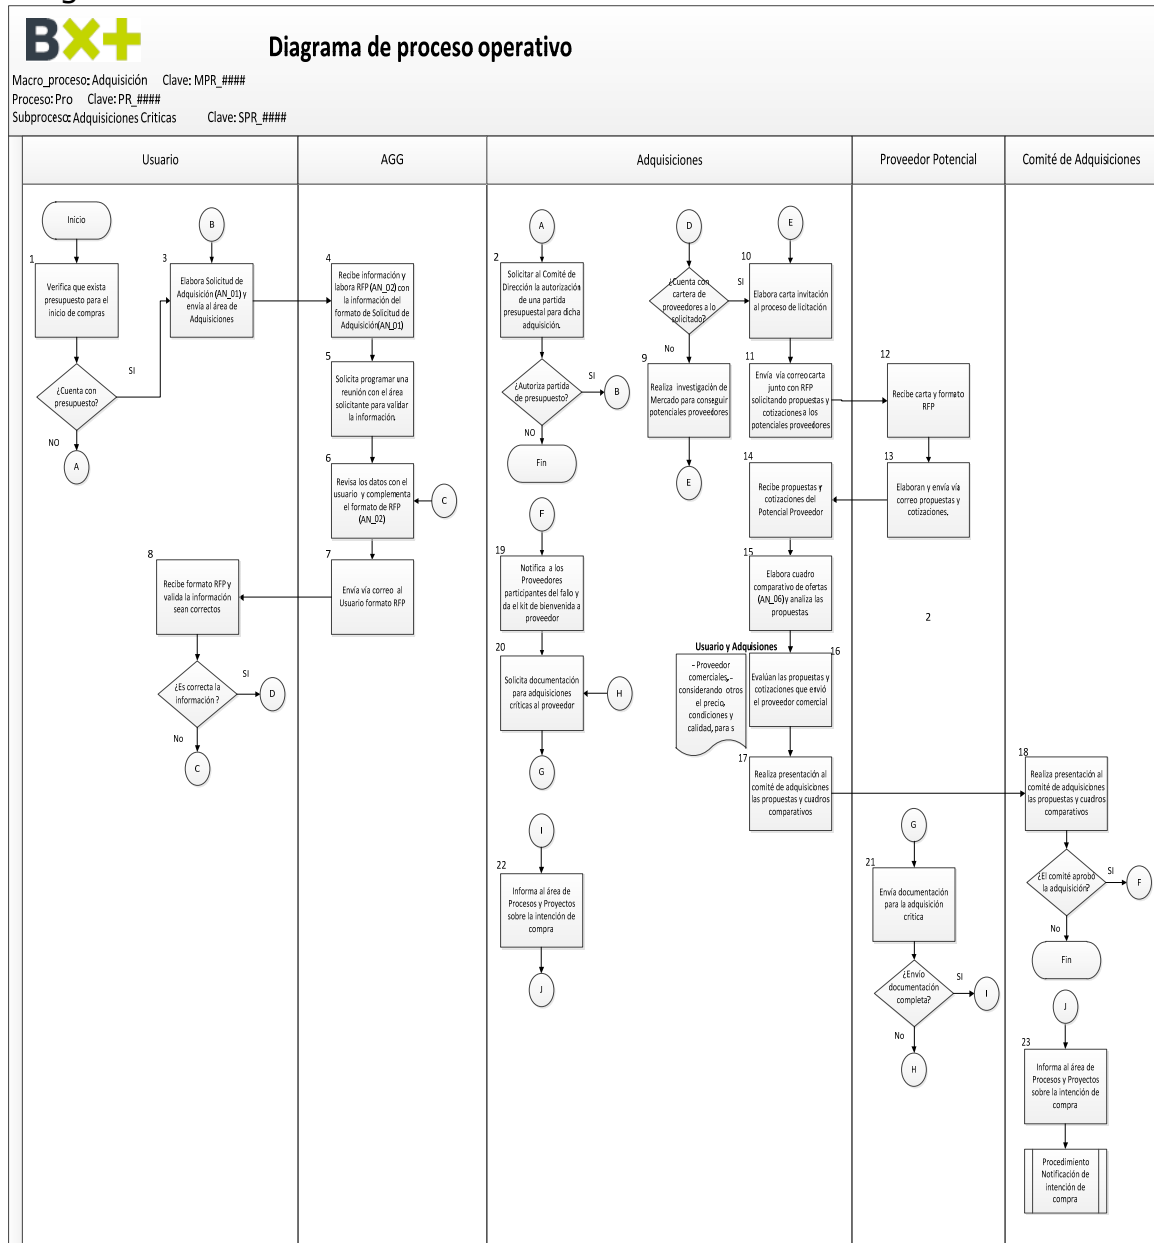 Bx+
Diagrama de proceso operativo
Macro_proceso: Adquisición Clave: MPR_####
Proceso: Pro Clave: PR_####
Subproceso: Adquisiciones Criticas Clave: SPR_####
Usuario
AGG
Adquisiciones
Proveedor Potencial
Comité de Adquisiciones
Inicio
1
Verifica que exista
presupuesto para el
inicio de compras
¿Cuenta con
presupuesto?
SI
NO
A
B
3
Elabora Solicitud de
Adquisición (AN_01) y
envía al área de
Adquisiciones
8
Recibe formato RFP y
valida la información
sean correctos
¿Es correcta la
información ?
SI
D
No
C
4
Recibe información y
labora RFP (AN_02) con
la información del
formato de Solicitud de
Adquisición(AN_01)
5
Solicita programar una
reunión con el área
solicitante para validar
la información.
6
Revisa los datos con el
usuario y complementa
el formato de RFP
(AN_02)
C
7
Envía vía correo al
Usuario formato RFP
A
2
Solicitar al Comité de
Dirección la autorización
de una partida
presupuestal para dicha
adquisición.
¿Autoriza partida
de presupuesto?
SI
B
NO
Fin
F
19
Notifica a los
Proveedores
participantes del fallo y
da el kit de bienvenida a
proveedor
20
Solicita documentación
para adquisiciones
críticas al proveedor
H
G
I
22
Informa al área de
Procesos y Proyectos
sobre la intención de
compra
J
D
¿Cuenta con
cartera de
proveedores a lo
solicitado?
SI
No
9
Realiza investigación de
Mercado para conseguir
potenciales proveedores
E
E
10
Elabora carta invitación
al proceso de licitación
11
Envía vía correo carta
junto con RFP
solicitando propuestas y
cotizaciones a los
potenciales proveedores
14
Recibe propuestas y
cotizaciones del
Potencial Proveedor
15
Elabora cuadro
comparativo de ofertas
(AN_06) y analiza las
propuestas.
Usuario y Adquisiones
- Proveedor
comerciales, -
considerando otros
el precio,
condiciones y
calidad, para s
16
Evalúan las propuestas y
cotizaciones que envió
el proveedor comercial
17
Realiza presentación al
comité de adquisiciones
las propuestas y cuadros
comparativos
12
Recibe carta y formato
RFP
13
Elaboran y envía vía
correo propuestas y
cotizaciones.
2
G
21
Envía documentación
para la adquisición
critica
¿Envío
documentación
completa?
SI
I
No
H
18
Realiza presentación al
comité de adquisiciones
las propuestas y cuadros
comparativos
¿El comité aprobó
la adquisición?
SI
F
No
Fin
J
23
Informa al área de
Procesos y Proyectos
sobre la intención de
compra
Procedimiento
Notificación de
intención de
compra